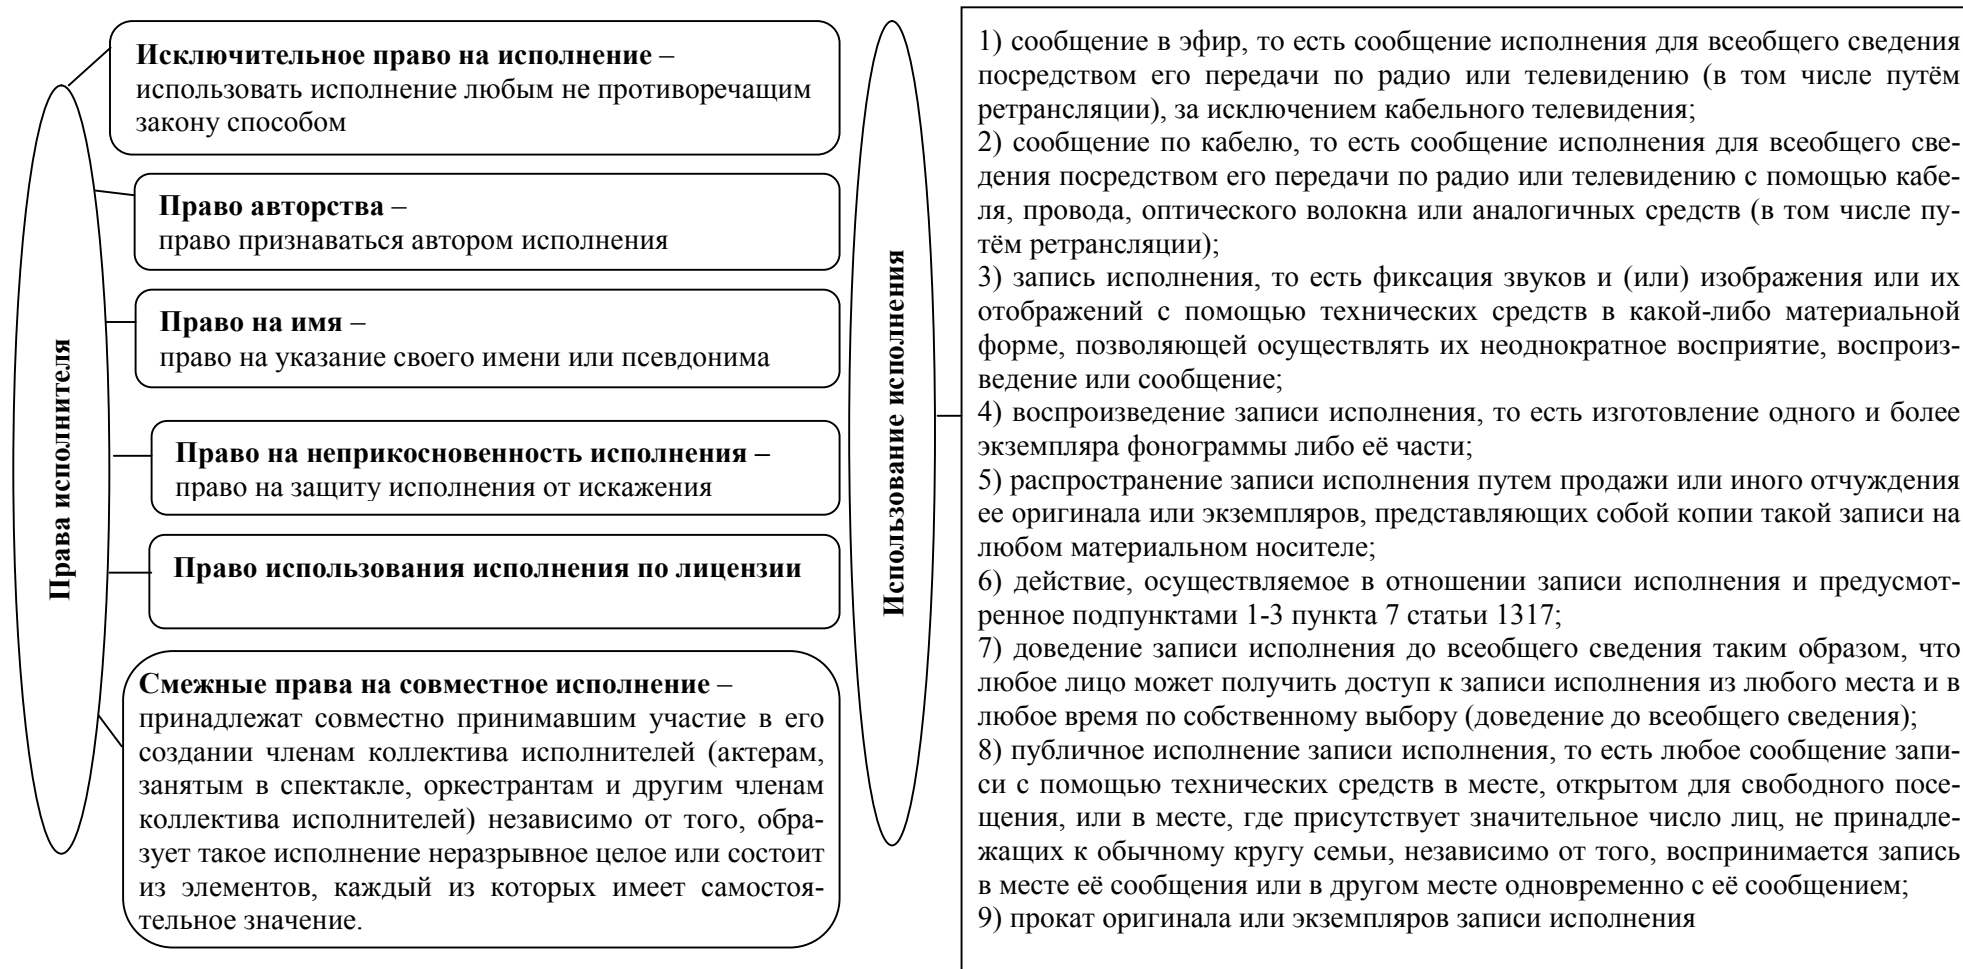 Права исполнителя
Исключительное право на исполнение –
использовать исполнение любым не противоречащим
закону способом
Право авторства –
право признаваться автором исполнения
Право на имя –
право на указание своего имени или псевдонима
Право на неприкосновенность исполнения –
право на защиту исполнения от искажения
Право использования исполнения по лицензии
Смежные права на совместное исполнение –
принадлежат совместно принимавшим участие в его
создании членам коллектива исполнителей (актерам,
занятым в спектакле, оркестрантам и другим членам
коллектива исполнителей) независимо от того, обра-
зует такое исполнение неразрывное целое или состоит
из элементов, каждый из которых имеет самостоя-
тельное значение.
Использование исполнения
1) сообщение в эфир, то есть сообщение исполнения для всеобщего сведения
посредством его передачи по радио или телевидению (в том числе путём
ретрансляции), за исключением кабельного телевидения;
2) сообщение по кабелю, то есть сообщение исполнения для всеобщего све-
дения посредством его передачи по радио или телевидению с помощью кабе-
ля, провода, оптического волокна или аналогичных средств (в том числе пу-
тём ретрансляции);
3) запись исполнения, то есть фиксация звуков и (или) изображения или их
отображений с помощью технических средств в какой-либо материальной
форме, позволяющей осуществлять их неоднократное восприятие, воспроиз-
ведение или сообщение;
4) воспроизведение записи исполнения, то есть изготовление одного и более
экземпляра фонограммы либо её части;
5) распространение записи исполнения путем продажи или иного отчуждения
ее оригинала или экземпляров, представляющих собой копии такой записи на
любом материальном носителе;
6) действие, осуществляемое в отношении записи исполнения и предусмот-
ренное подпунктами 1-3 пункта 7 статьи 1317;
7) доведение записи исполнения до всеобщего сведения таким образом, что
любое лицо может получить доступ к записи исполнения из любого места и в
любое время по собственному выбору (доведение до всеобщего сведения);
8) публичное исполнение записи исполнения, то есть любое сообщение запи-
си с помощью технических средств в месте, открытом для свободного посе-
щения, или в месте, где присутствует значительное число лиц, не принадле-
жащих к обычному кругу семьи, независимо от того, воспринимается запись
в месте её сообщения или в другом месте одновременно с её сообщением;
9) прокат оригинала или экземпляров записи исполнения